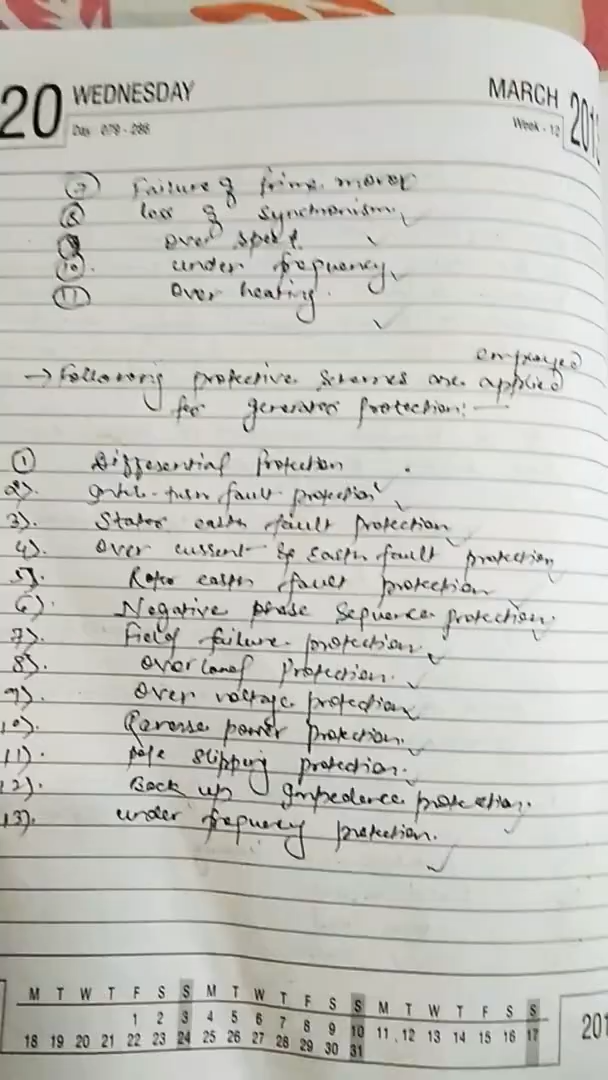 20 WEDNESDAY MARCH 201
Day 079 - 286 Week - 12
7 Failure of prime mover
8 loss of synchronism
9 over speed
10. under frequency
11 Over heating.
employed
→ Following protective schemes are applied
for generator protection: —
1 Differential Protection
2). Inter-turn fault protection
3). Stator earth fault protection
4). Over current & earth fault protection
5). Rotor earth fault protection
6). Negative phase sequence protection.
7). Field failure protection
8). Over load Protection.
9). Over voltage protection
10). Reverse power protection.
11). pole slipping protection.
12). Back up Impedence protection.
13). under frequency protection.
M T W T F S S M T W T F S S M T W T F S S
1 2 3 4 5 6 7 8 9 10 11 12 13 14 15 16 17
18 19 20 21 22 23 24 25 26 27 28 29 30 31
201